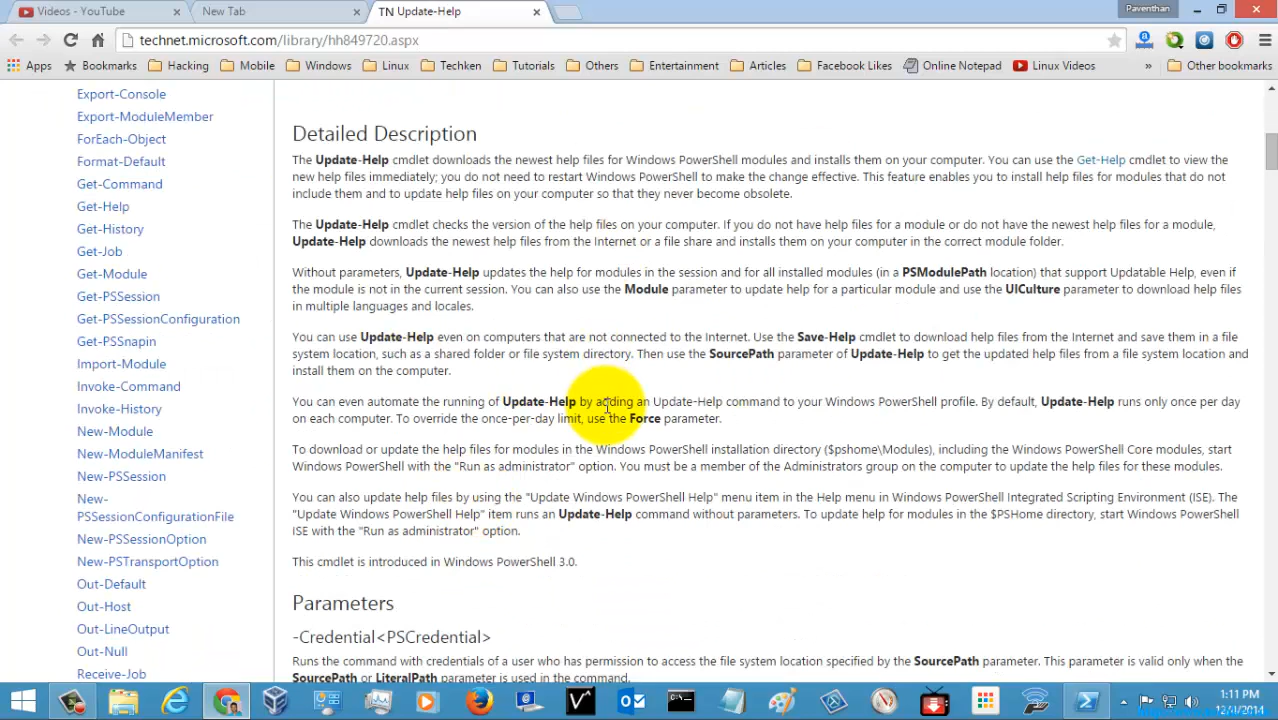 Videos - YouTube
New Tab
TN Update-Help
Paventhan
technet.microsoft.com/library/hh849720.aspx
Apps
Bookmarks
Hacking
Mobile
Windows
Linux
Techken
Tutorials
Others
Entertainment
Articles
Facebook Likes
Online Notepad
Linux Videos
»
Other bookmarks
Export-Console
Export-ModuleMember
ForEach-Object
Format-Default
Get-Command
Get-Help
Get-History
Get-Job
Get-Module
Get-PSSession
Get-PSSessionConfiguration
Get-PSSnapin
Import-Module
Invoke-Command
Invoke-History
New-Module
New-ModuleManifest
New-PSSession
New-
PSSessionConfigurationFile
New-PSSessionOption
New-PSTransportOption
Out-Default
Out-Host
Out-LineOutput
Out-Null
Receive-Job
Detailed Description
The Update-Help cmdlet downloads the newest help files for Windows PowerShell modules and installs them on your computer. You can use the Get-Help cmdlet to view the
new help files immediately; you do not need to restart Windows PowerShell to make the change effective. This feature enables you to install help files for modules that do not
include them and to update help files on your computer so that they never become obsolete.
The Update-Help cmdlet checks the version of the help files on your computer. If you do not have help files for a module or do not have the newest help files for a module,
Update-Help downloads the newest help files from the Internet or a file share and installs them on your computer in the correct module folder.
Without parameters, Update-Help updates the help for modules in the session and for all installed modules (in a PSModulePath location) that support Updatable Help, even if
the module is not in the current session. You can also use the Module parameter to update help for a particular module and use the UICulture parameter to download help files
in multiple languages and locales.
You can use Update-Help even on computers that are not connected to the Internet. Use the Save-Help cmdlet to download help files from the Internet and save them in a file
system location, such as a shared folder or file system directory. Then use the SourcePath parameter of Update-Help to get the updated help files from a file system location and
install them on the computer.
You can even automate the running of Update-Help by adding an Update-Help command to your Windows PowerShell profile. By default, Update-Help runs only once per day
on each computer. To override the once-per-day limit, use the Force parameter.
To download or update the help files for modules in the Windows PowerShell installation directory ($pshome\Modules), including the Windows PowerShell Core modules, start
Windows PowerShell with the "Run as administrator" option. You must be a member of the Administrators group on the computer to update the help files for these modules.
You can also update help files by using the "Update Windows PowerShell Help" menu item in the Help menu in Windows PowerShell Integrated Scripting Environment (ISE). The
"Update Windows PowerShell Help" item runs an Update-Help command without parameters. To update help for modules in the $PSHome directory, start Windows PowerShell
ISE with the "Run as administrator" option.
This cmdlet is introduced in Windows PowerShell 3.0.
Parameters
-Credential<PSCredential>
Runs the command with credentials of a user who has permission to access the file system location specified by the SourcePath parameter. This parameter is valid only when the
SourcePath or LiteralPath parameter is used in the command.
1:11 PM